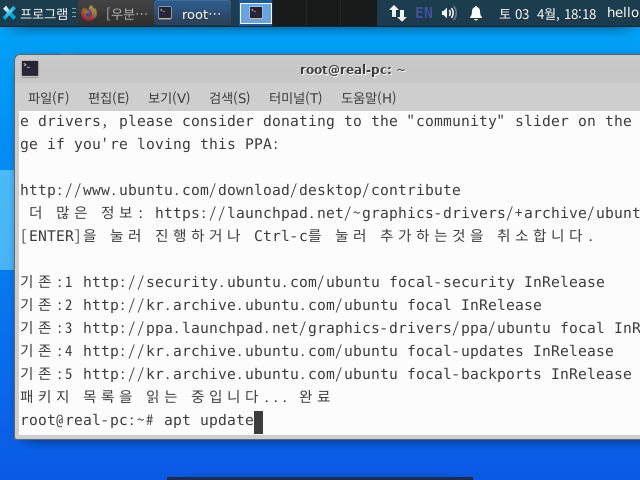 프로그램
[우분…
root…
EN
토 03 4월, 18:18
hello
root@real-pc: ~
파일(F) 편집(E) 보기(V) 검색(S) 터미널(T) 도움말(H)
e drivers, please consider donating to the "community" slider on the
ge if you're loving this PPA:
http://www.ubuntu.com/download/desktop/contribute
더 많은 정보: https://launchpad.net/~graphics-drivers/+archive/ubunt
[ENTER]을 눌러 진행하거나 Ctrl-c를 눌러 추가하는것을 취소합니다.
기존:1 http://security.ubuntu.com/ubuntu focal-security InRelease
기존:2 http://kr.archive.ubuntu.com/ubuntu focal InRelease
기존:3 http://ppa.launchpad.net/graphics-drivers/ppa/ubuntu focal InR
기존:4 http://kr.archive.ubuntu.com/ubuntu focal-updates InRelease
기존:5 http://kr.archive.ubuntu.com/ubuntu focal-backports InRelease
패키지 목록을 읽는 중입니다... 완료
root@real-pc:~# apt update